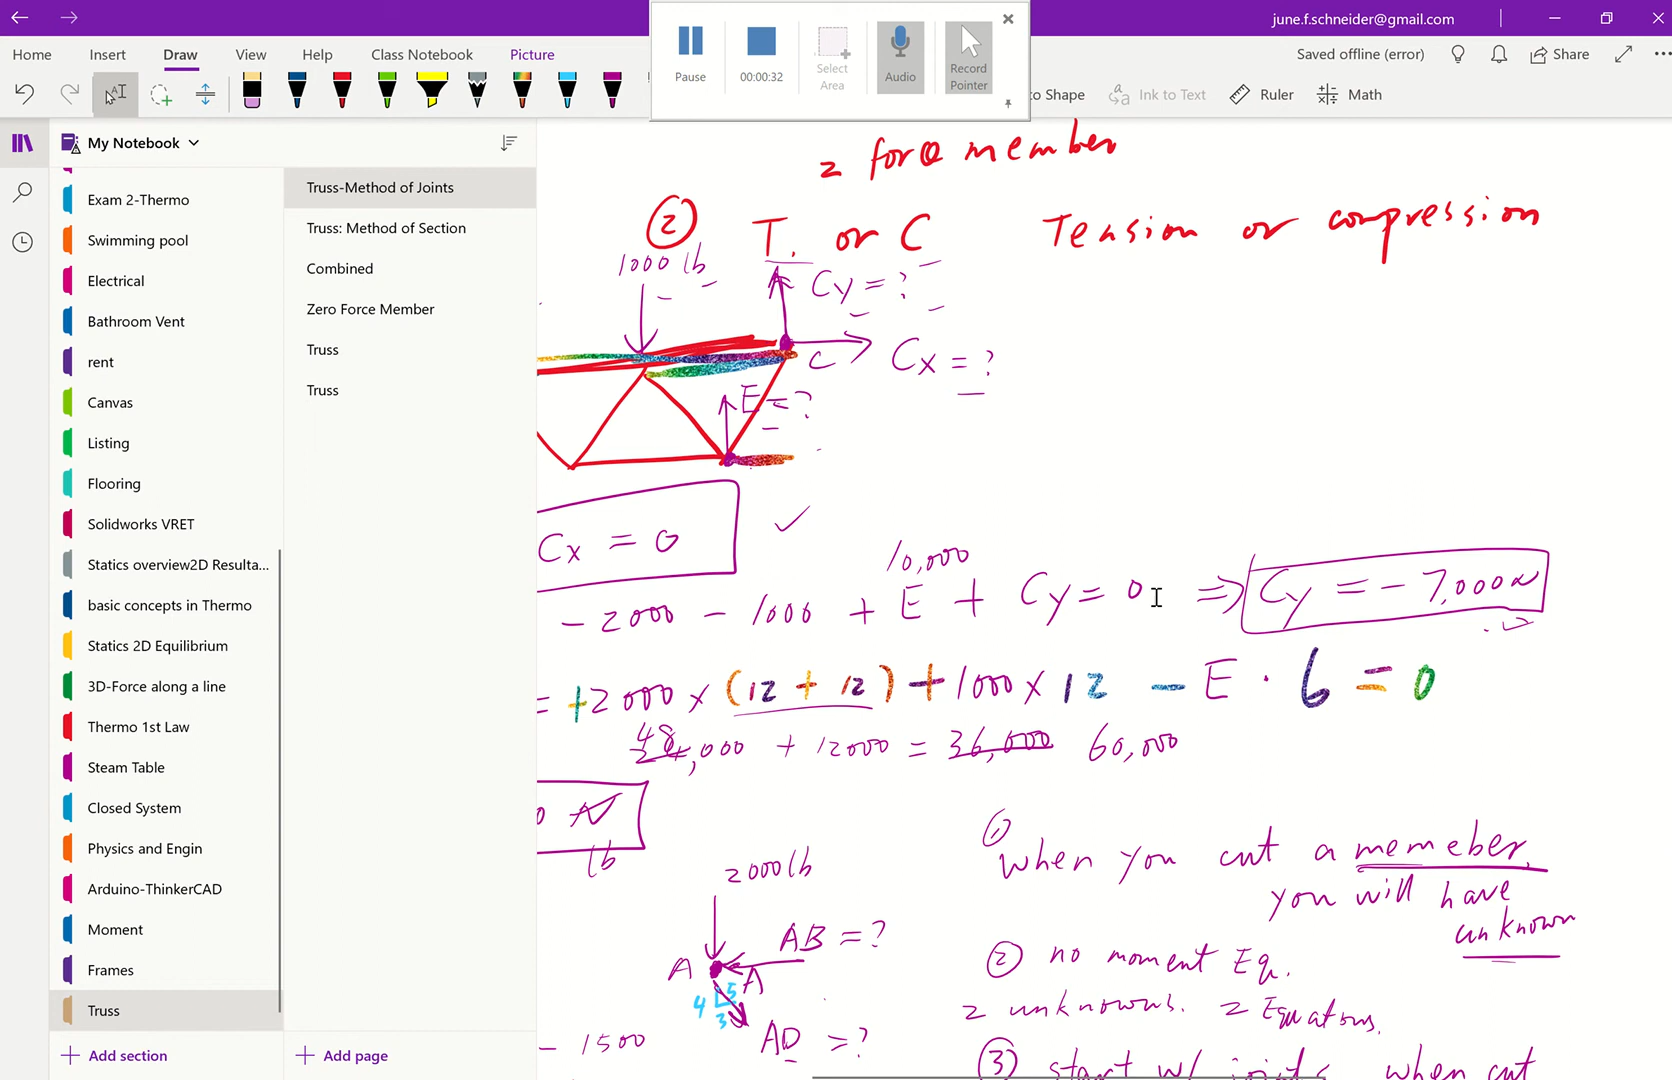 june.f.schneider@gmail.com
Home Insert Draw View Help Class Notebook Picture
Pause
00:00:32
Select Area
Audio
Record Pointer
Saved offline (error)
Share
to Shape
Ink to Text
Ruler
Math
My Notebook
Exam 2-Thermo
Swimming pool
Electrical
Bathroom Vent
rent
Canvas
Listing
Flooring
Solidworks VRET
Statics overview2D Resulta...
basic concepts in Thermo
Statics 2D Equilibrium
3D-Force along a line
Thermo 1st Law
Steam Table
Closed System
Physics and Engin
Arduino-ThinkerCAD
Moment
Frames
Truss
Add section
Truss-Method of Joints
Truss: Method of Section
Combined
Zero Force Member
Truss
Truss
Add page
2 force member
② T. or C Tension or compression
1000 lb
Cy = ?
C
Cx = ?
E = ?
Cx = 0 ✓
10,000
- 2000 - 1000 + E + Cy = 0 ⇒ Cy = - 7,000 N
= +2000 × (12 + 12) + 1000 × 12 - E · 6 = 0
48,000 + 12000 = 36,000 60,000
0 N
lb
2000 lb
AB = ?
A
A
4 5
3
AD = ?
- 1500
① when you cut a memeber,
you will have
unknown
② no moment Eq.
2 unknowns. 2 Equations.
③ start w/ joints when cut